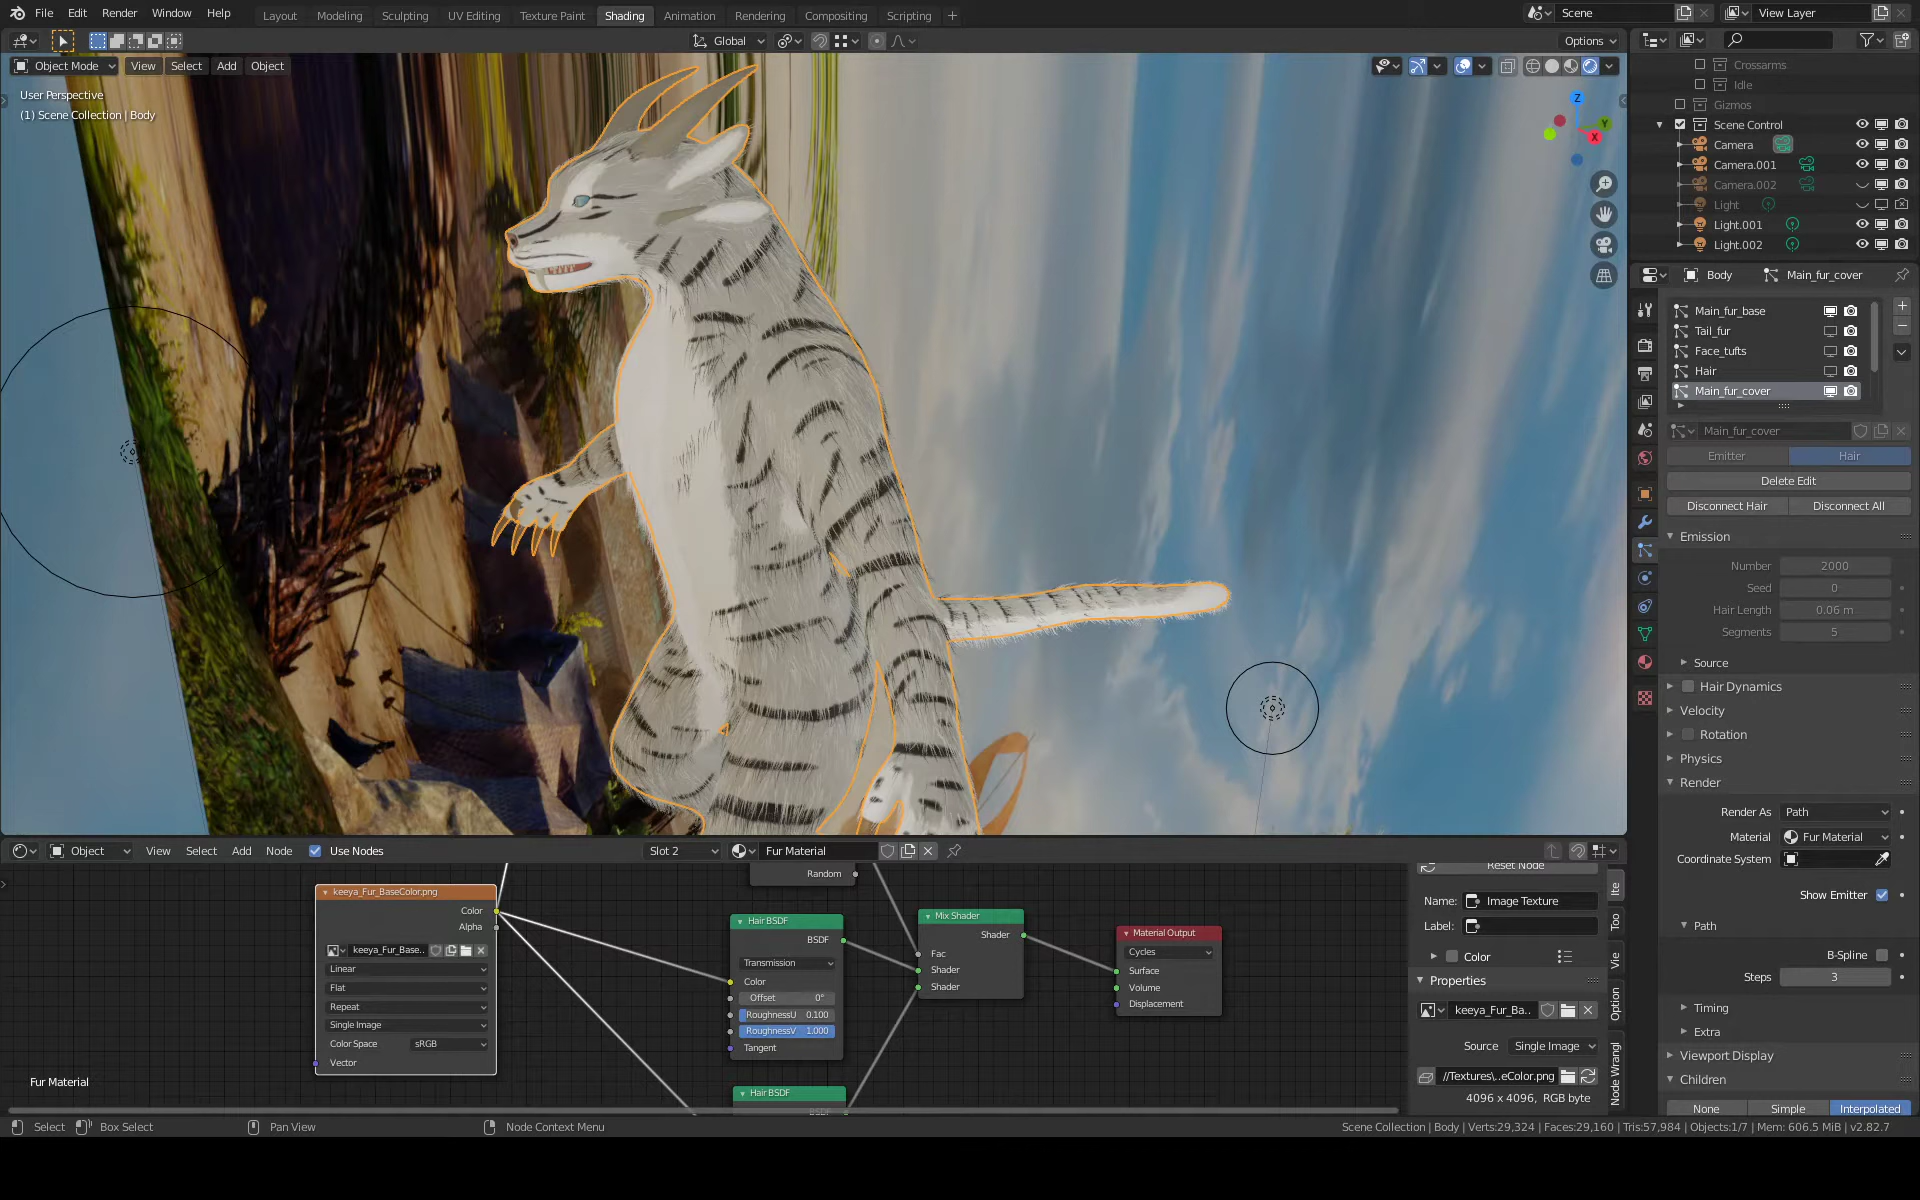 File Edit Render Window Help
Layout Modeling Sculpting UV Editing Texture Paint Shading Animation Rendering Compositing Scripting +
Scene
View Layer
Global
Options
Object Mode View Select Add Object
User Perspective
(1) Scene Collection | Body
Z
Y
X
Crossarms
Idle
Gizmos
Scene Control
Camera
Camera.001
Camera.002
Light
Light.001
Light.002
Body Main_fur_cover
Main_fur_base
Tail_fur
Face_tufts
Hair
Main_fur_cover
Main_fur_cover
Emitter Hair
Delete Edit
Disconnect Hair Disconnect All
Emission
Number 2000
Seed 0
Hair Length 0.06 m
Segments 5
Source
Hair Dynamics
Velocity
Rotation
Physics
Render
Render As Path
Material Fur Material
Coordinate System
Show Emitter
Path
B-Spline
Steps 3
Timing
Extra
Viewport Display
Children
None Simple Interpolated
Object View Select Add Node Use Nodes Slot 2 Fur Material
keeya_Fur_BaseColor.png
Color
Alpha
keeya_Fur_Base..
Linear
Flat
Repeat
Single Image
Color Space sRGB
Vector
Fur Material
Random
Hair BSDF
BSDF
Transmission
Color
Offset 0°
RoughnessU 0.100
RoughnessV 1.000
Tangent
Hair BSDF
Mix Shader
Shader
Fac
Shader
Shader
Material Output
Cycles
Surface
Volume
Displacement
Reset Node
Name: Image Texture
Label:
Color
Properties
keeya_Fur_Ba..
Source Single Image
//Textures\..eColor.png
4096 x 4096, RGB byte
Ite
Too
Vie
Option
Node Wrangl
Select Box Select Pan View Node Context Menu
Scene Collection | Body | Verts:29,324 | Faces:29,160 | Tris:57,984 | Objects:1/7 | Mem: 606.5 MiB | v2.82.7